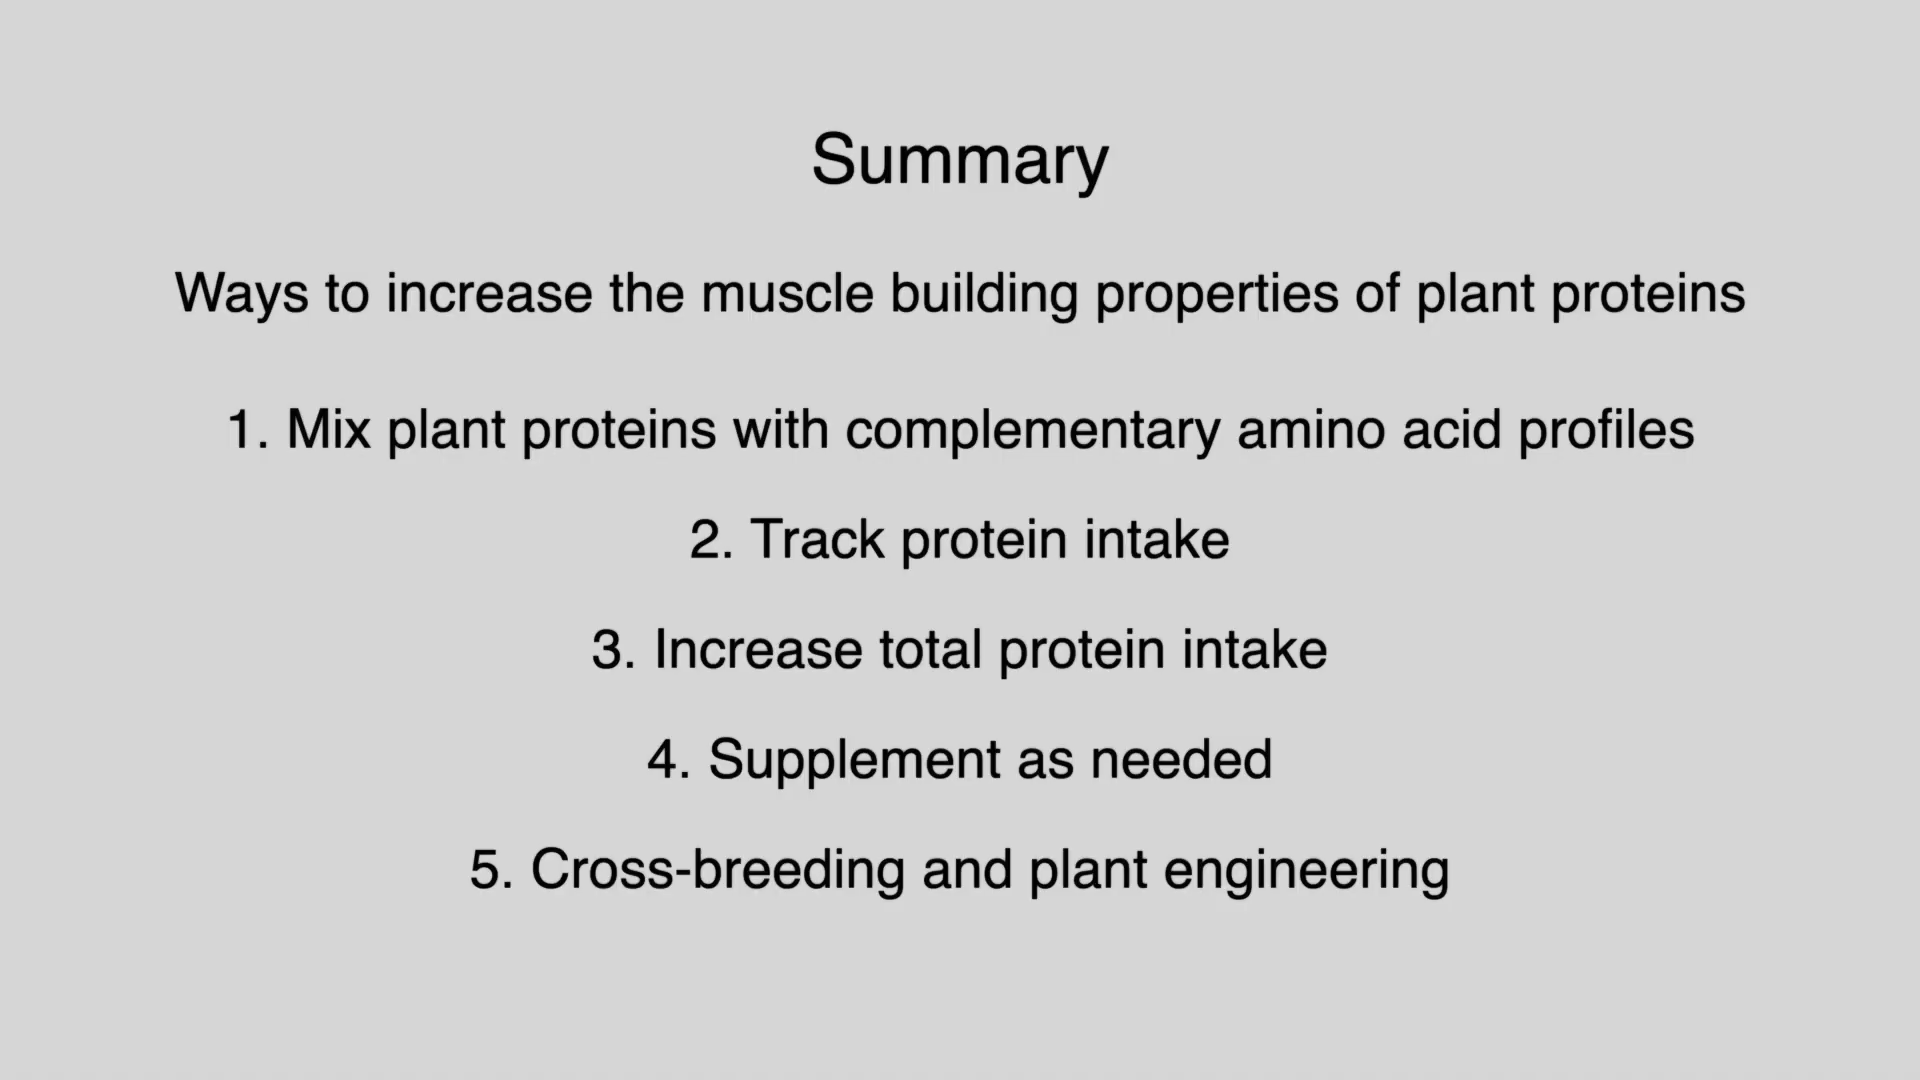 Summary
Ways to increase the muscle building properties of plant proteins
1. Mix plant proteins with complementary amino acid profiles
2. Track protein intake
3. Increase total protein intake
4. Supplement as needed
5. Cross-breeding and plant engineering